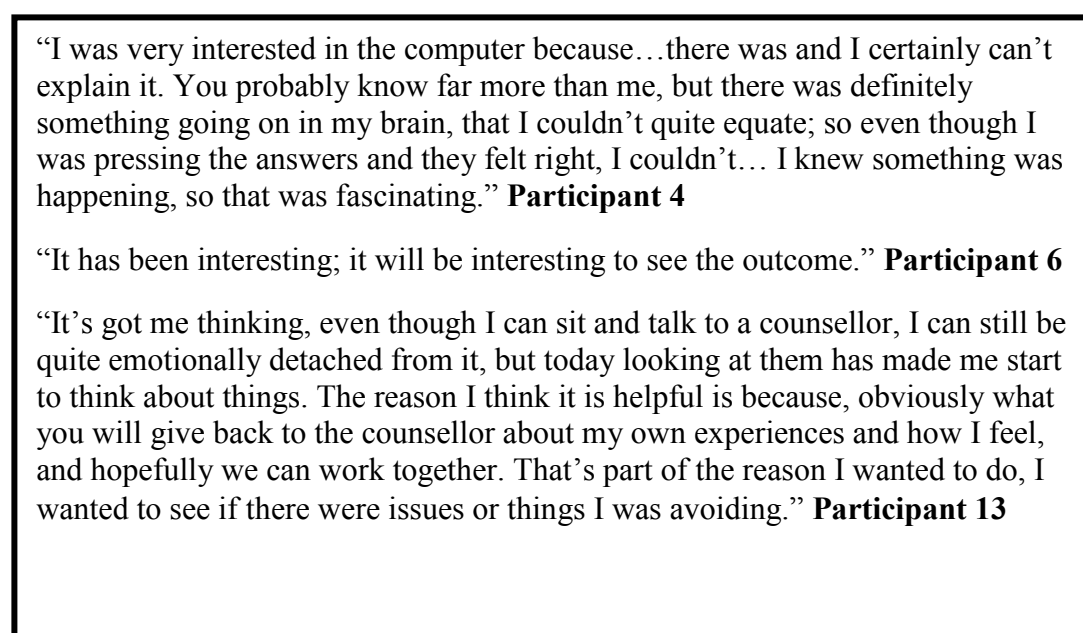 “I was very interested in the computer because…there was and I certainly can’t
explain it. You probably know far more than me, but there was definitely
something going on in my brain, that I couldn’t quite equate; so even though I
was pressing the answers and they felt right, I couldn’t… I knew something was
happening, so that was fascinating.” Participant 4
“It has been interesting; it will be interesting to see the outcome.” Participant 6
“It’s got me thinking, even though I can sit and talk to a counsellor, I can still be
quite emotionally detached from it, but today looking at them has made me start
to think about things. The reason I think it is helpful is because, obviously what
you will give back to the counsellor about my own experiences and how I feel,
and hopefully we can work together. That’s part of the reason I wanted to do, I
wanted to see if there were issues or things I was avoiding.” Participant 13